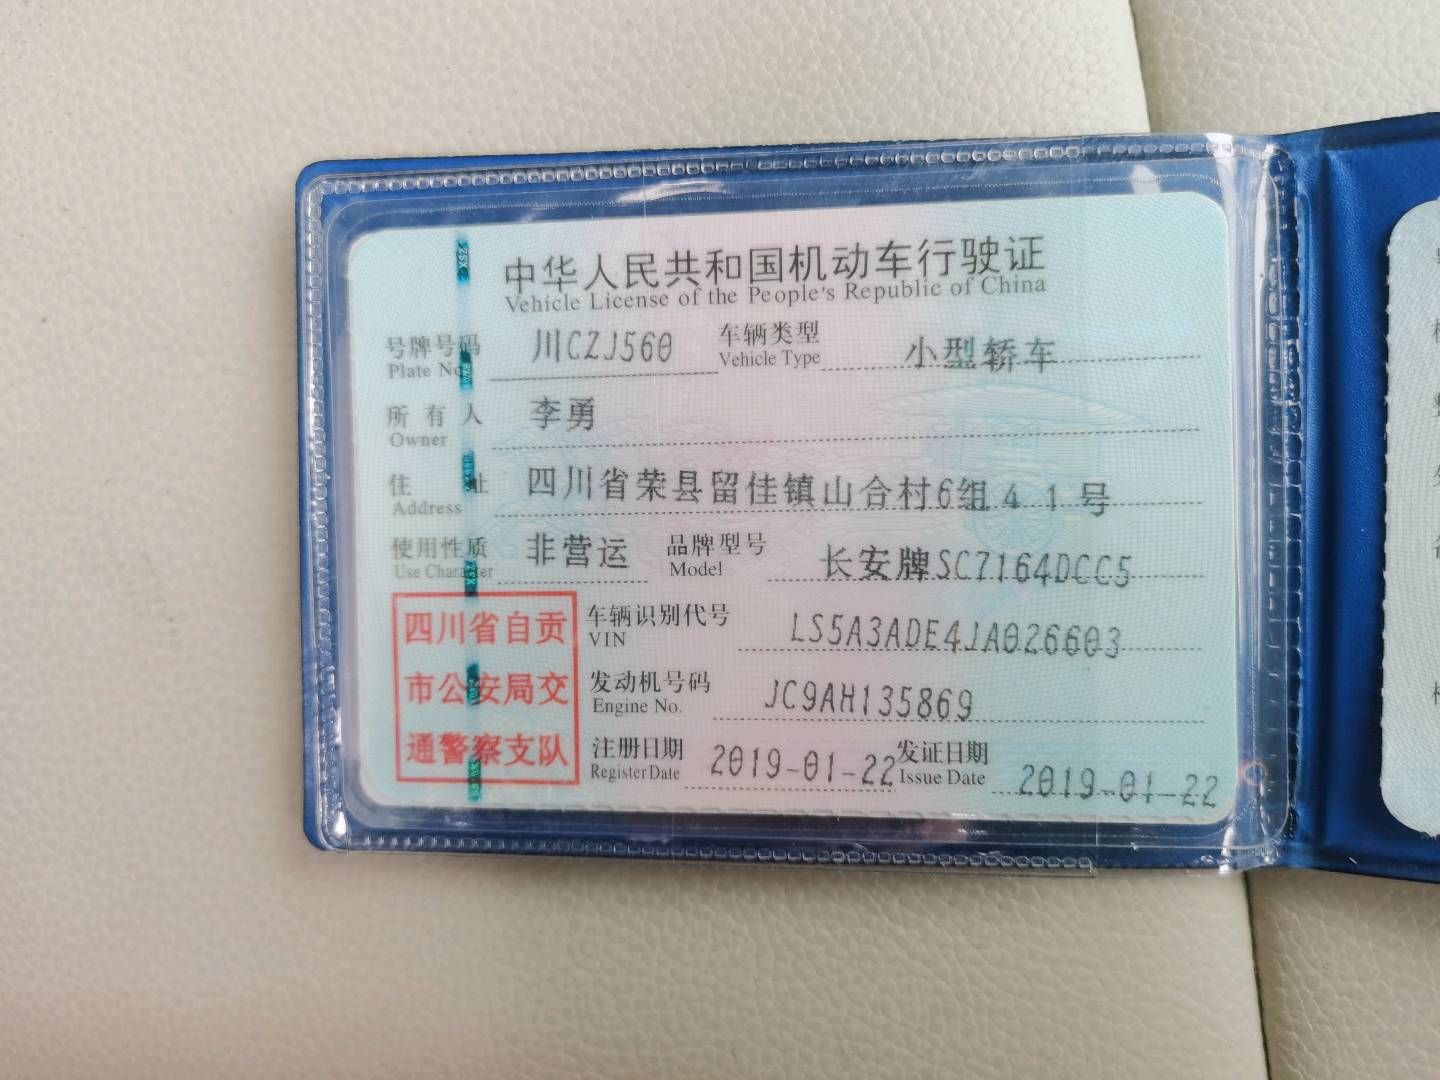 中华人民共和国机动车行驶证
Vehicle License of the People's Republic of China
号牌号码 川CZJ560 车辆类型 小型轿车
Plate No. Vehicle Type
所有人 李勇
Owner
住址 四川省荣县留佳镇山合村6组41号
Address
使用性质 非营运 品牌型号 长安牌SC7164DCC5
Use Character Model
四川省自贡
市公安局交
通警察支队
车辆识别代号 LS5A3ADE4JA026603
VIN
发动机号码 JC9AH135869
Engine No.
注册日期 2019-01-22 发证日期 2019-01-22
Register Date Issue Date